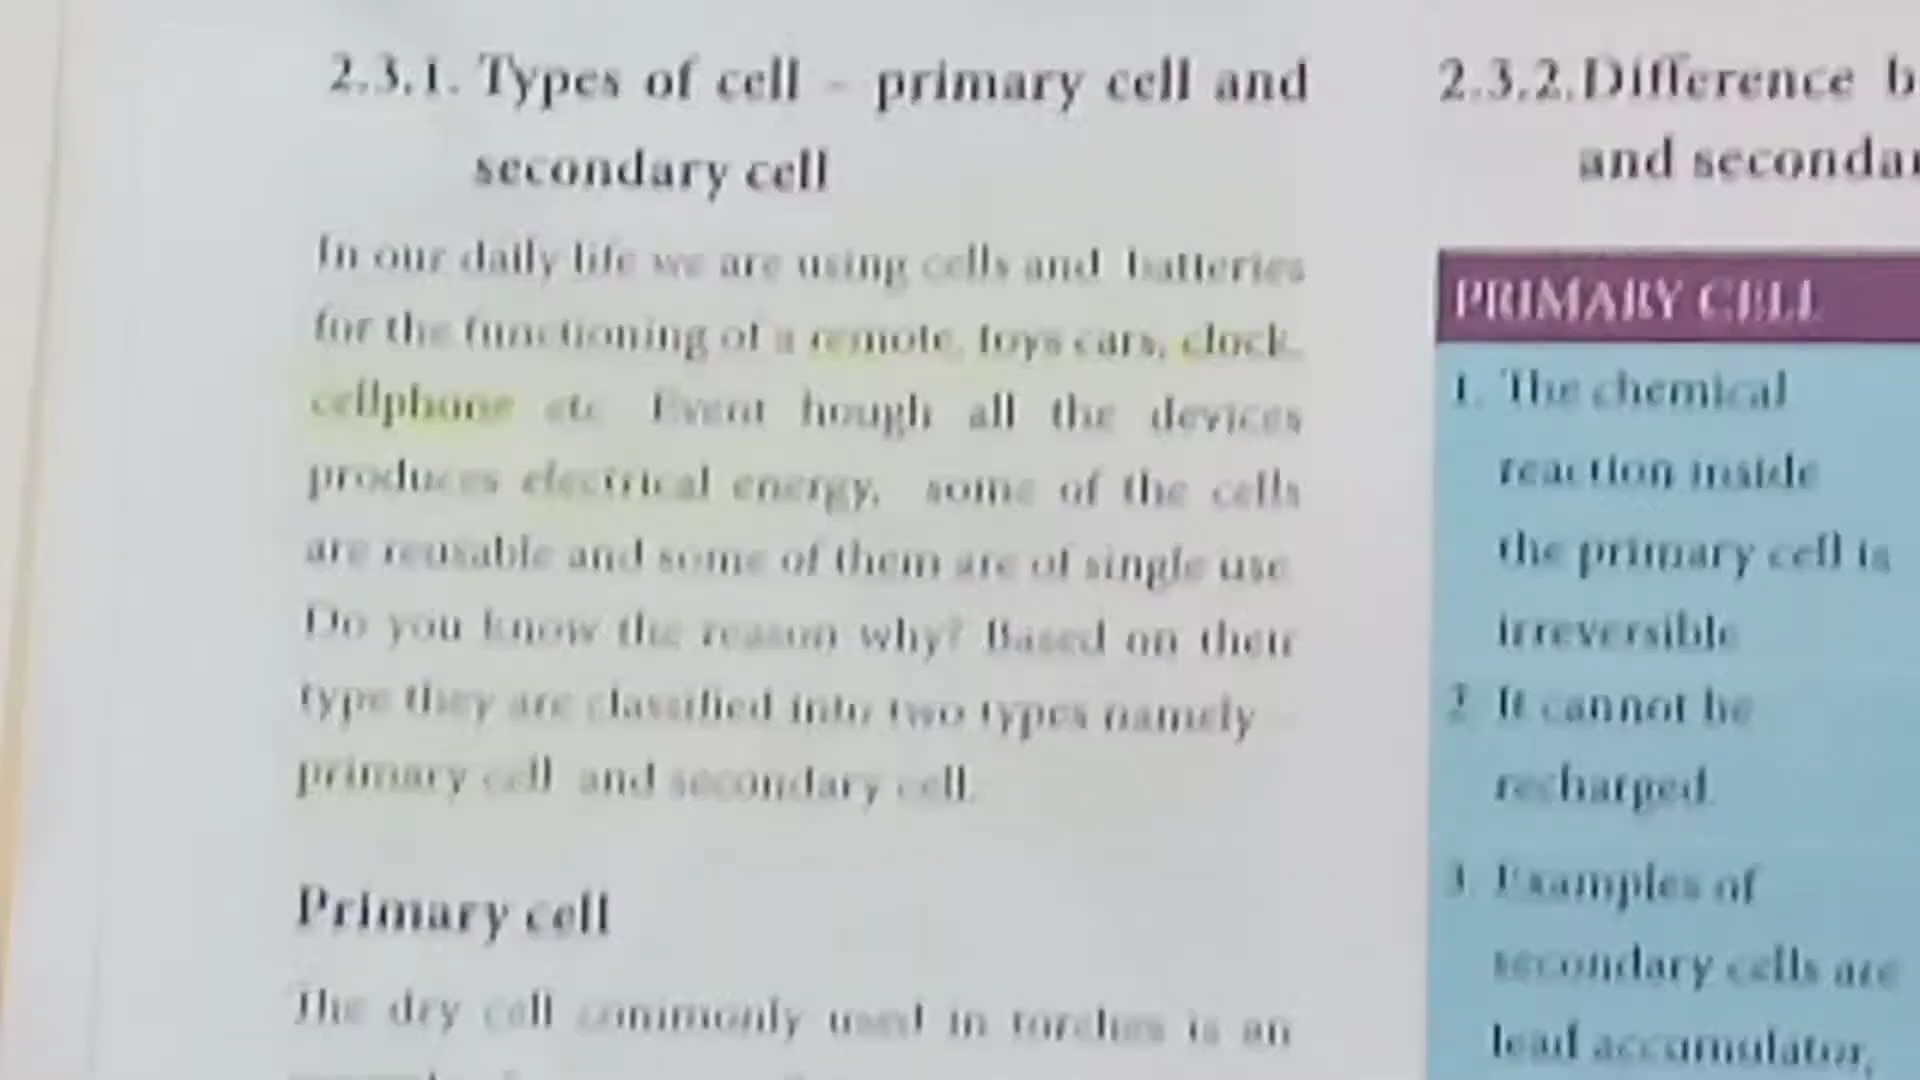 2.3.1. Types of cell – primary cell and
secondary cell
In our daily life we are using cells and batteries
for the functioning of a remote, toys cars, clock,
cellphone etc. Event hough all the devices
produces electrical energy, some of the cells
are reusable and some of them are of single use.
Do you know the reason why? Based on their
type they are classified into two types namely –
primary cell and secondary cell.
Primary cell
The dry cell commonly used in torches is an
2.3.2.Difference b
and secondar
PRIMARY CELL
1. The chemical
reaction inside
the primary cell is
irreversible
2. It cannot be
recharged.
3. Examples of
secondary cells are
lead accumulator,